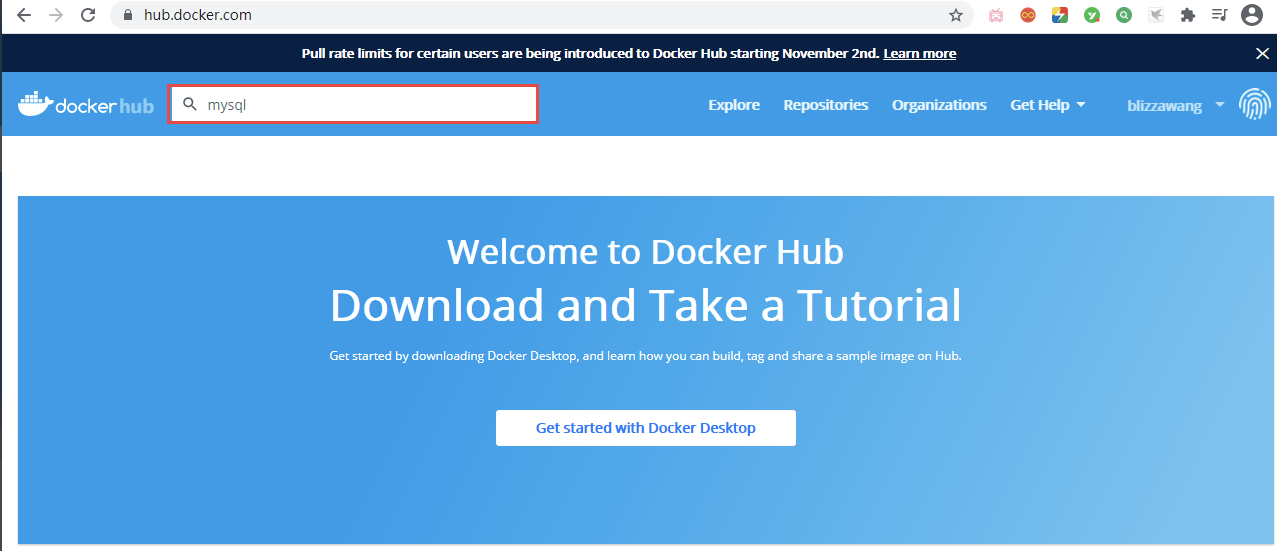 hub.docker.com
Pull rate limits for certain users are being introduced to Docker Hub starting November 2nd. Learn more
docker hub
mysql
Explore
Repositories
Organizations
Get Help
blizzawang
Welcome to Docker Hub
Download and Take a Tutorial
Get started by downloading Docker Desktop, and learn how you can build, tag and share a sample image on Hub.
Get started with Docker Desktop